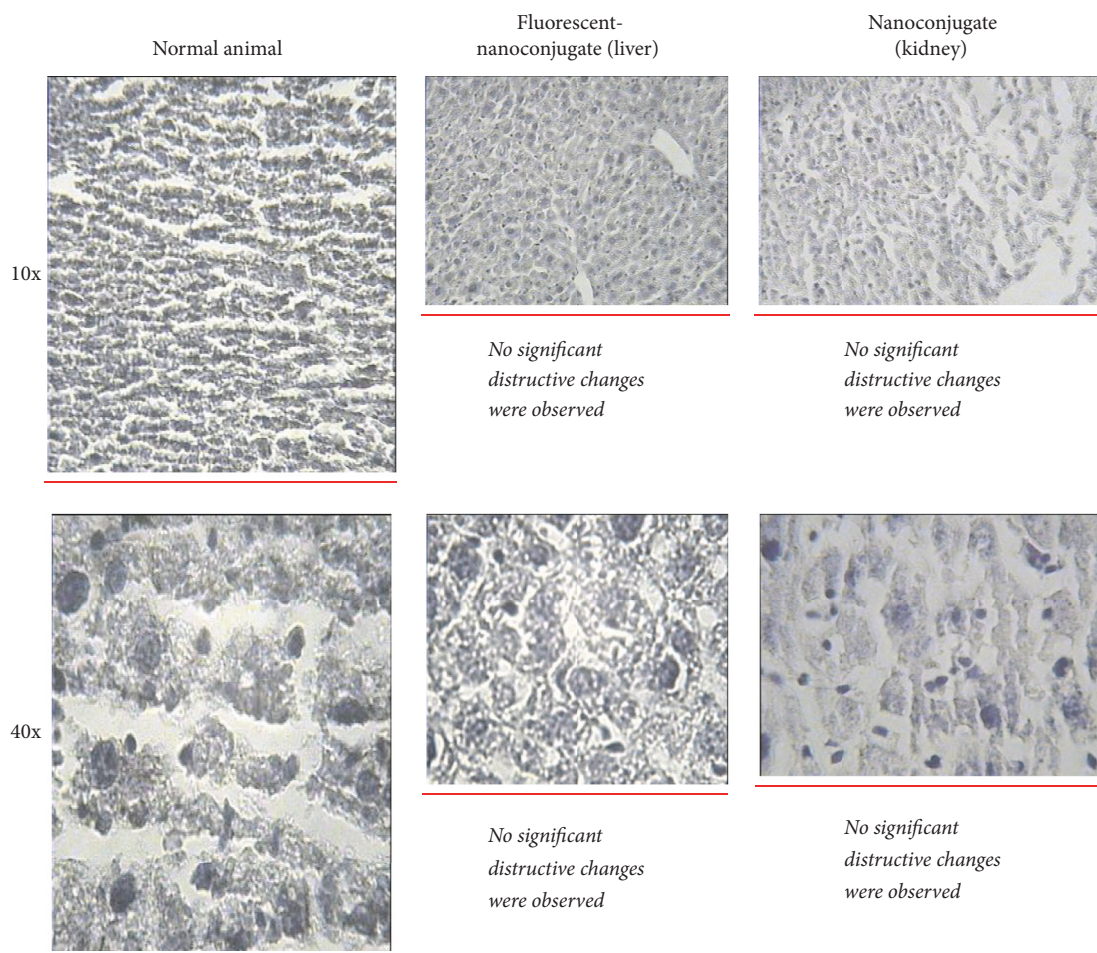 Normal animal
Fluorescent-
nanoconjugate (liver)
Nanoconjugate
(kidney)
10x
No significant
distructive changes
were observed
No significant
distructive changes
were observed
40x
No significant
distructive changes
were observed
No significant
distructive changes
were observed